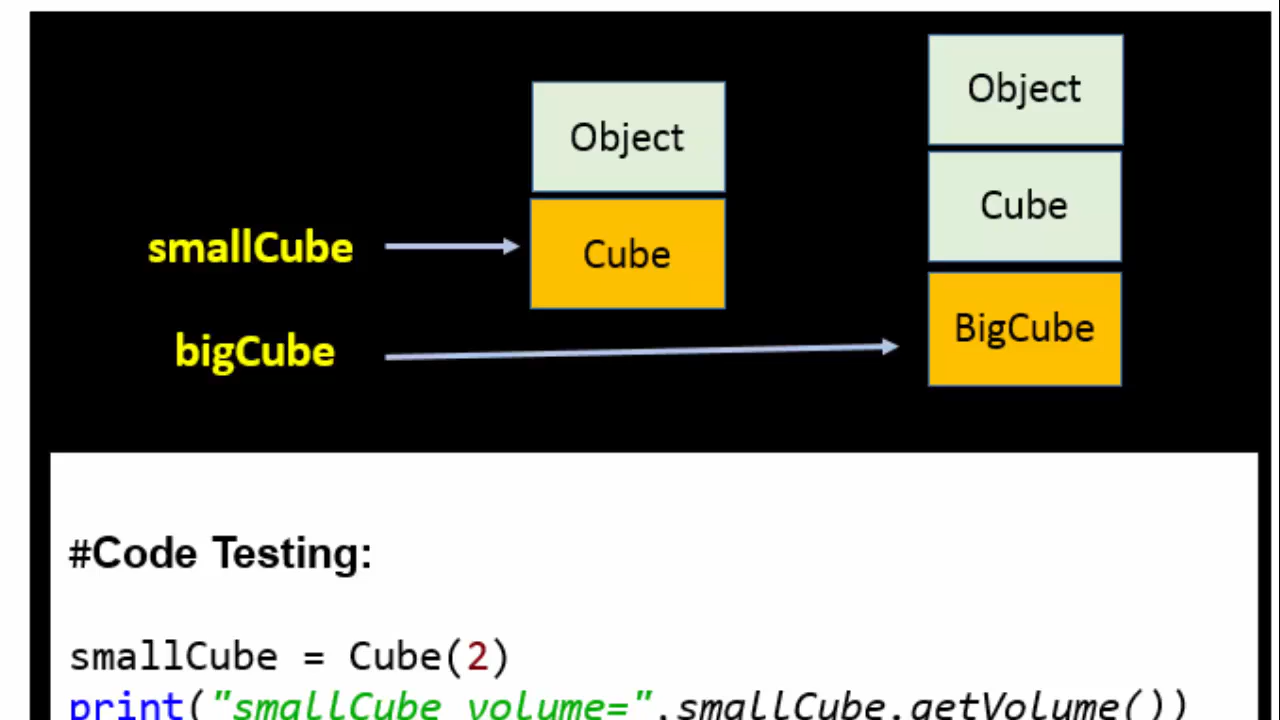 Object
Cube
Object
Cube
BigCube
smallCube
bigCube
#Code Testing:
smallCube = Cube(2)
print("smallCube volume=",smallCube.getVolume())